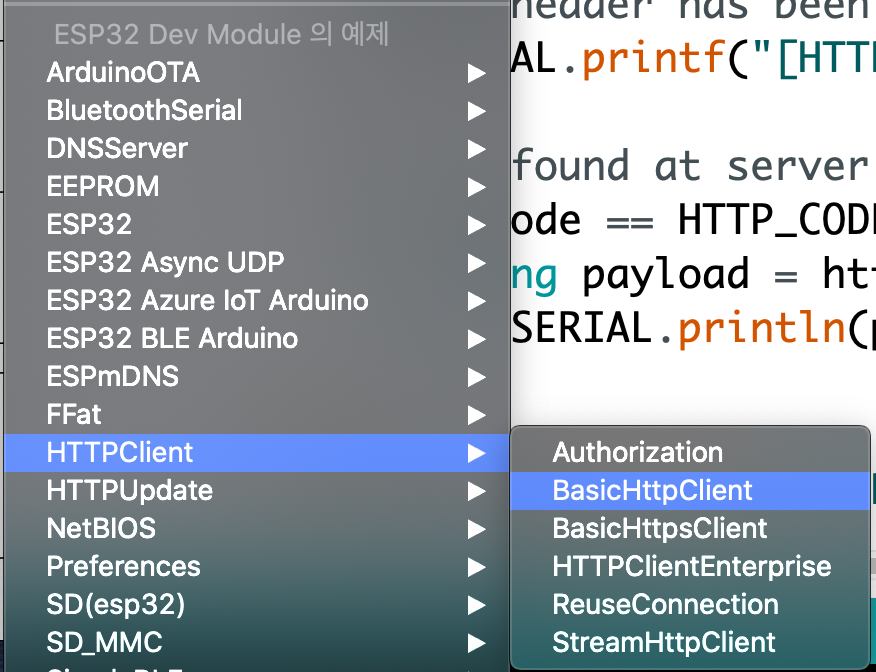 header has been
ESP32 Dev Module 의 예제
ArduinoOTA
AL.printf("[HTT
BluetoothSerial
DNSServer
found at server
EEPROM
ESP32
ode == HTTP_COD
ESP32 Async UDP
ng payload = htt
ESP32 Azure IoT Arduino
SERIAL.println(p
ESP32 BLE Arduino
ESPmDNS
FFat
HTTPClient
HTTPUpdate
NetBIOS
Preferences
SD(esp32)
SD_MMC
Authorization
BasicHttpClient
BasicHttpsClient
HTTPClientEnterprise
ReuseConnection
StreamHttpClient